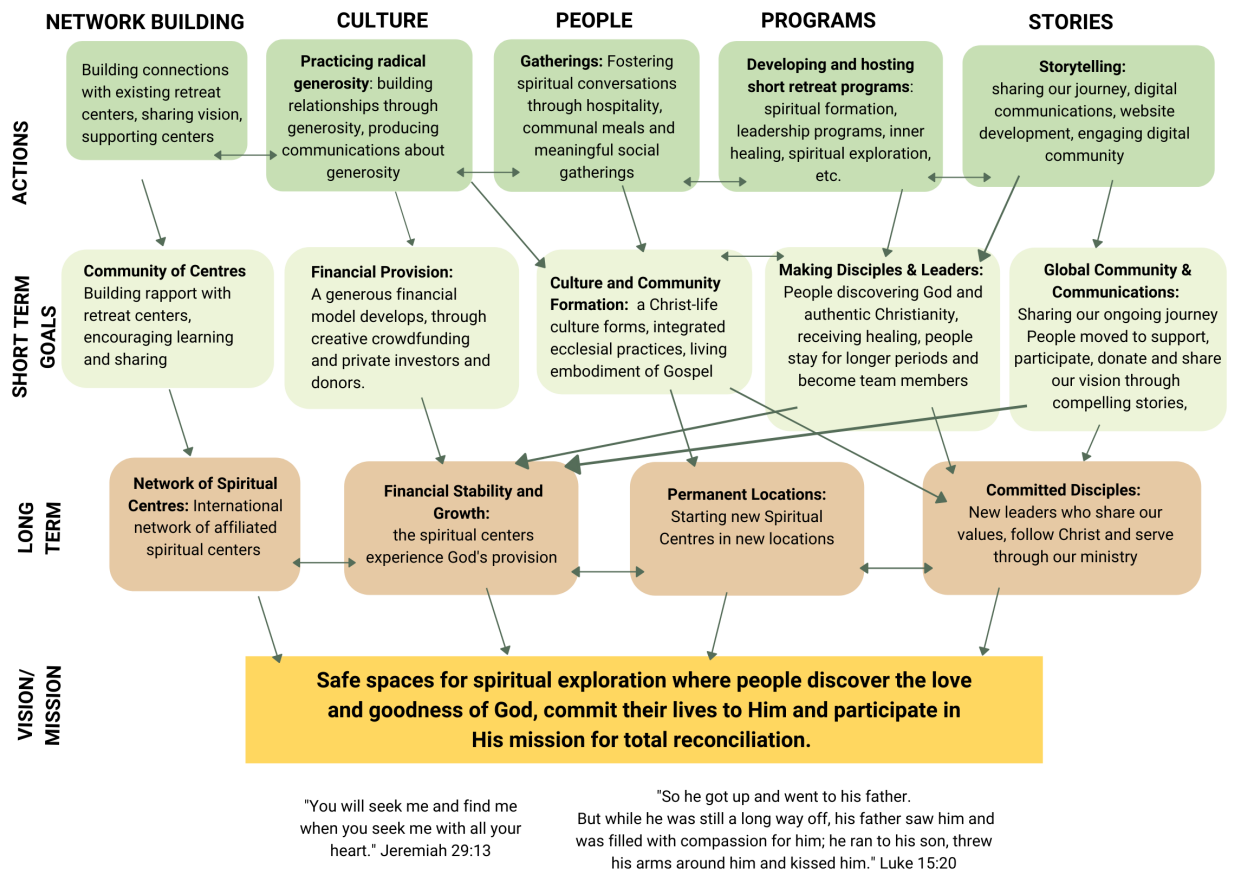 NETWORK BUILDING
CULTURE
PEOPLE
PROGRAMS
STORIES
ACTIONS
Building connections
with existing retreat
centers, sharing vision,
supporting centers
Practicing radical
generosity: building
relationships through
generosity, producing
communications about
generosity
Gatherings: Fostering
spiritual conversations
through hospitality,
communal meals and
meaningful social
gatherings
Developing and hosting
short retreat programs:
spiritual formation,
leadership programs, inner
healing, spiritual exploration,
etc.
Storytelling:
sharing our journey, digital
communications, website
development, engaging digital
community
SHORT TERM
GOALS
Community of Centres
Building rapport with
retreat centers,
encouraging learning
and sharing
Financial Provision:
A generous financial
model develops, through
creative crowdfunding
and private investors and
donors.
Culture and Community
Formation: a Christ-life
culture forms, integrated
ecclesial practices, living
embodiment of Gospel
Making Disciples & Leaders:
People discovering God and
authentic Christianity,
receiving healing, people
stay for longer periods and
become team members
Global Community &
Communications:
Sharing our ongoing journey
People moved to support,
participate, donate and share
our vision through
compelling stories,
LONG
TERM
Network of Spiritual
Centres: International
network of affiliated
spiritual centers
Financial Stability and
Growth:
the spiritual centers
experience God's provision
Permanent Locations:
Starting new Spiritual
Centres in new locations
Committed Disciples:
New leaders who share our
values, follow Christ and serve
through our ministry
VISION/
MISSION
Safe spaces for spiritual exploration where people discover the love
and goodness of God, commit their lives to Him and participate in
His mission for total reconciliation.
"You will seek me and find me
when you seek me with all your
heart." Jeremiah 29:13
"So he got up and went to his father.
But while he was still a long way off, his father saw him and
was filled with compassion for him; he ran to his son, threw
his arms around him and kissed him." Luke 15:20